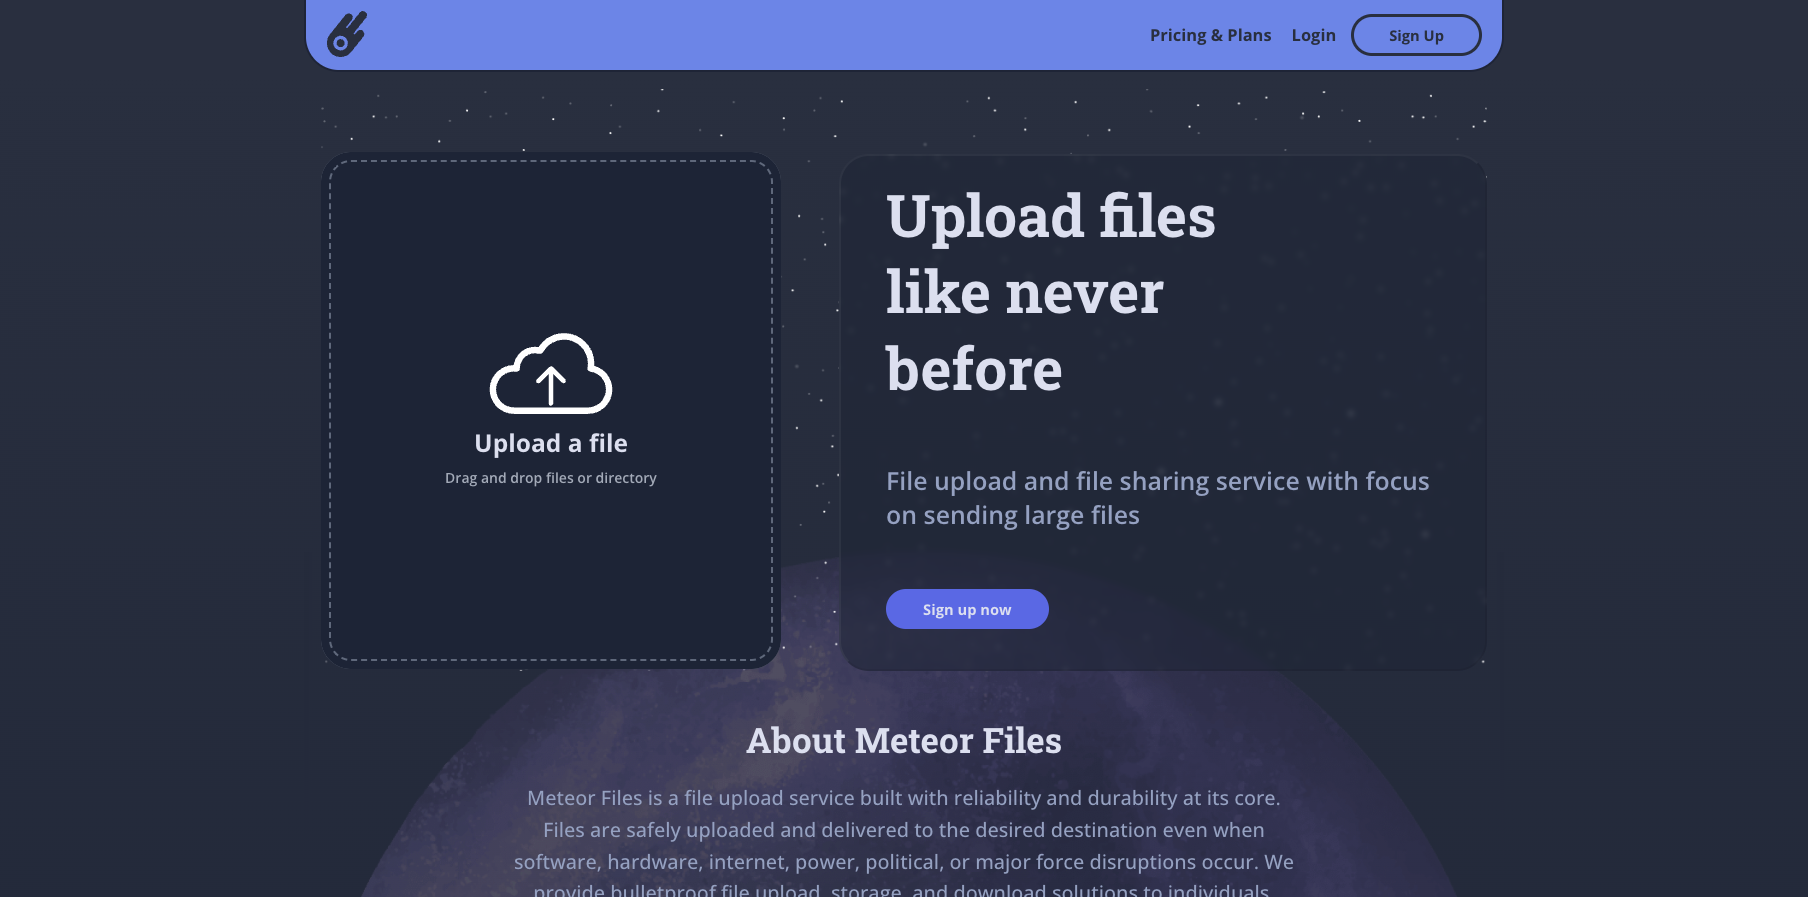 Pricing & Plans
Login
Sign Up
Upload a file
Drag and drop files or directory
Upload files
like never
before
File upload and file sharing service with focus
on sending large files
Sign up now
About Meteor Files
Meteor Files is a file upload service built with reliability and durability at its core.
Files are safely uploaded and delivered to the desired destination even when
software, hardware, internet, power, political, or major force disruptions occur. We
provide bulletproof file upload, storage, and download solutions to individuals,